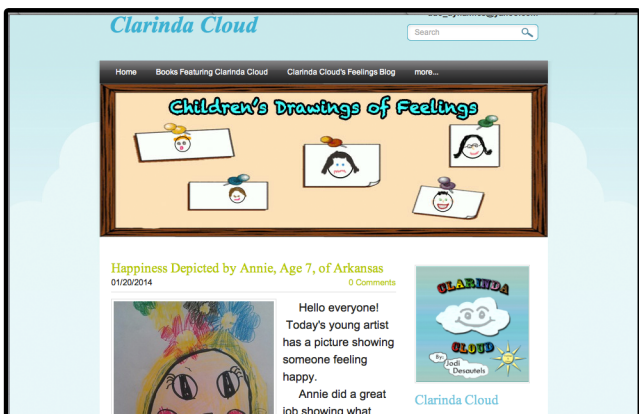 Clarinda Cloud
Search
Home Books Featuring Clarinda Cloud Clarinda Cloud's Feelings Blog more...
Children's Drawings of Feelings
Happiness Depicted by Annie, Age 7, of Arkansas
01/20/2014 0 Comments
Hello everyone!
Today's young artist
has a picture showing
someone feeling
happy.
Annie did a great
job showing what
CLARINDA
CLOUD
By: Jodi
Desautels
Clarinda Cloud